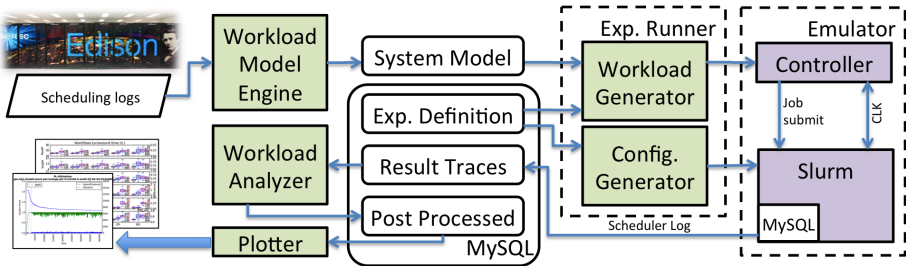 Edison
Scheduling logs
Workload
Model
Engine
System Model
Exp. Runner
Workload
Generator
Config.
Generator
Emulator
Controller
Job
submit
CLK
Slurm
MySQL
Exp. Definition
Result Traces
Post Processed
MySQL
Workload
Analyzer
Plotter
Scheduler Log